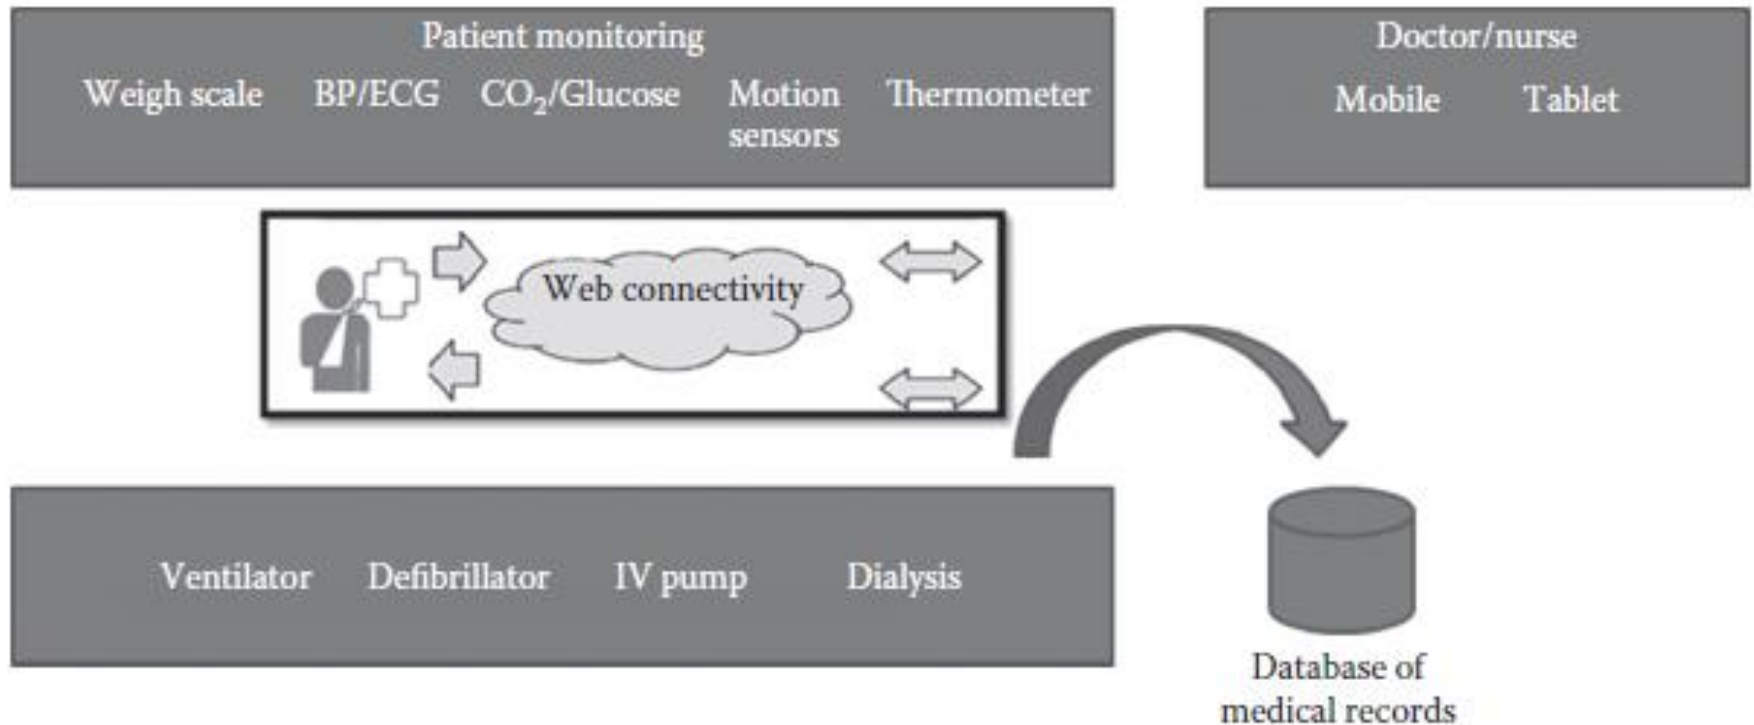 Patient monitoring
Weigh scale BP/ECG CO₂/Glucose Motion sensors Thermometer
Doctor/nurse
Mobile Tablet
Web connectivity
Ventilator Defibrillator IV pump Dialysis
Database of
medical records